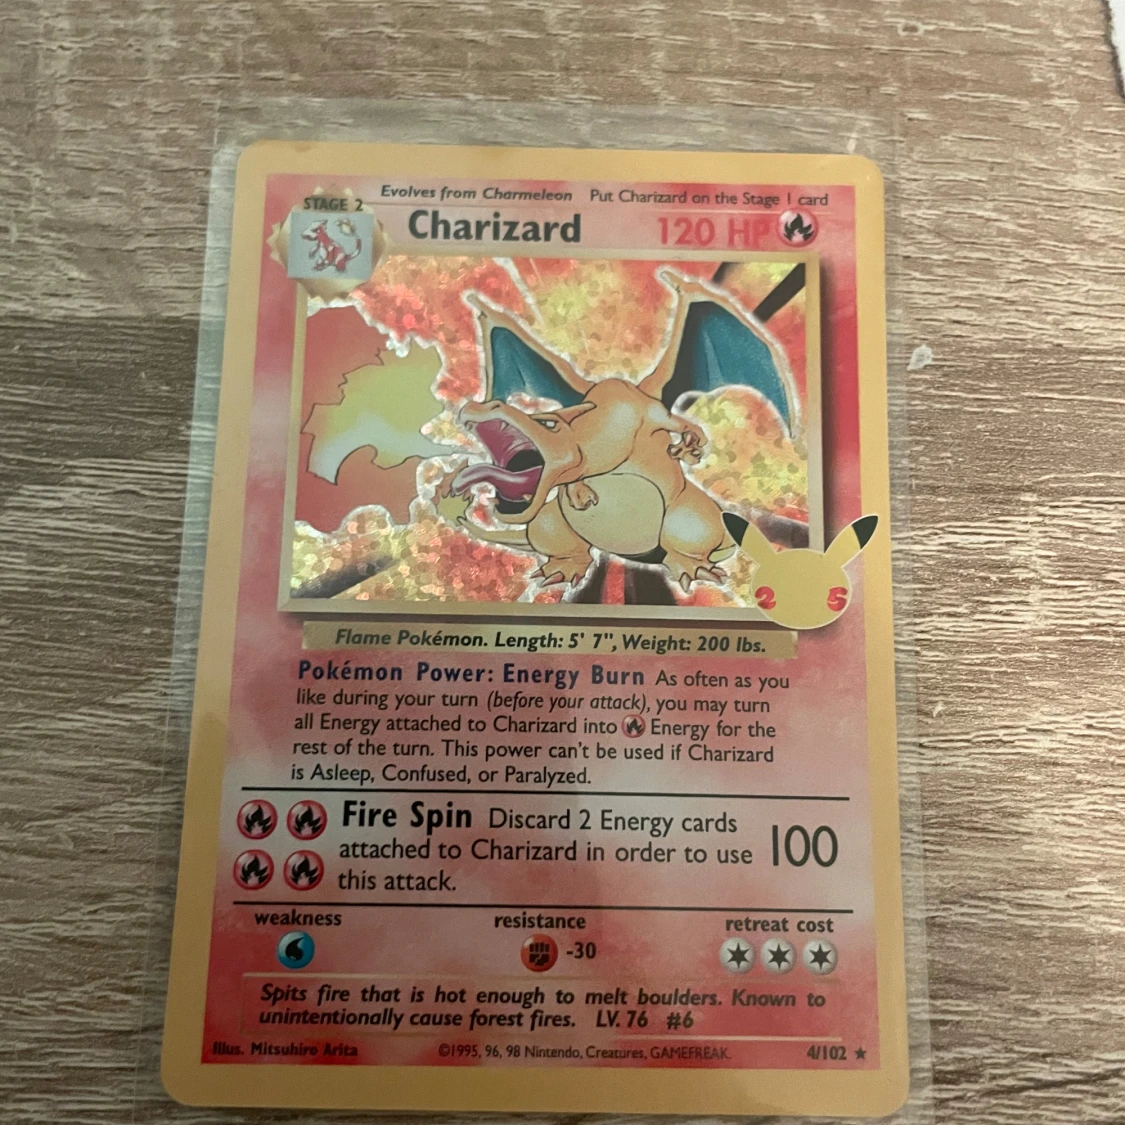 Evolves from Charmeleon Put Charizard on the Stage 1 card
STAGE 2
Charizard 120 HP
25
Flame Pokémon. Length: 5' 7", Weight: 200 lbs.
Pokémon Power: Energy Burn As often as you
like during your turn (before your attack), you may turn
all Energy attached to Charizard into Energy for the
rest of the turn. This power can't be used if Charizard
is Asleep, Confused, or Paralyzed.
Fire Spin Discard 2 Energy cards
attached to Charizard in order to use 100
this attack.
weakness resistance retreat cost
-30
Spits fire that is hot enough to melt boulders. Known to
unintentionally cause forest fires. LV. 76 #6
Illus. Mitsuhiro Arita ©1995, 96, 98 Nintendo, Creatures, GAMEFREAK. 4/102 ★